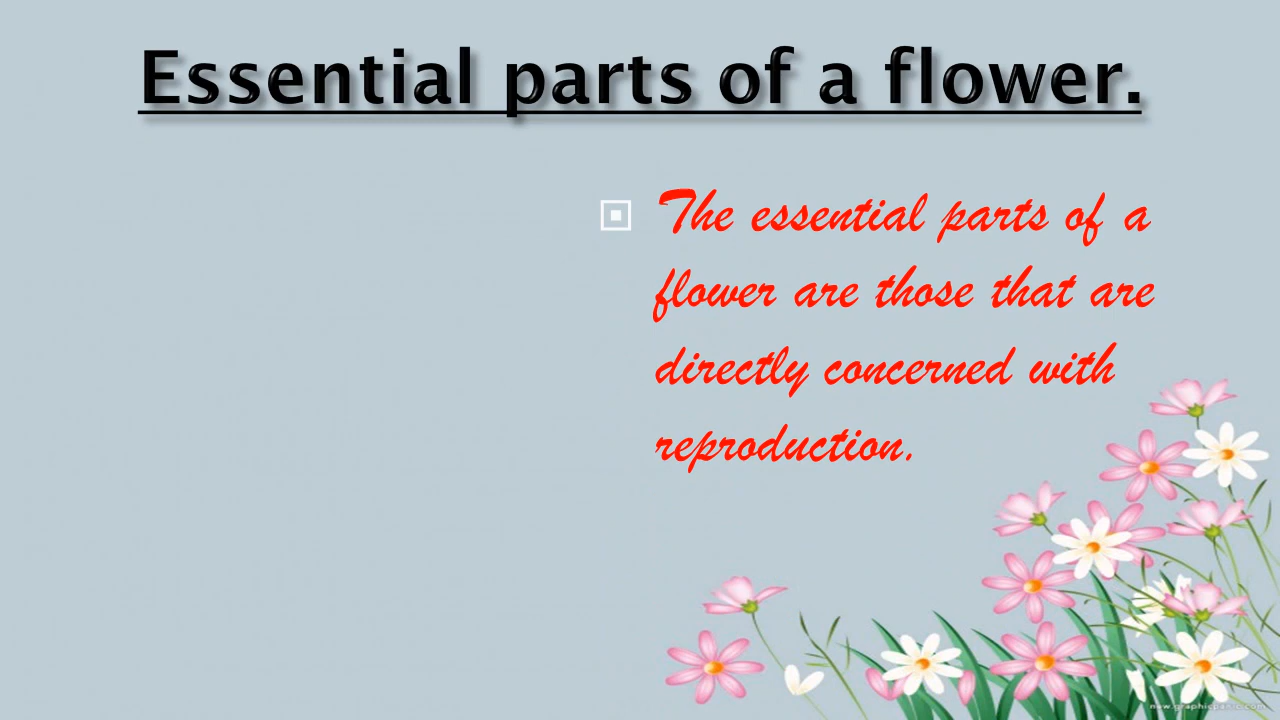 Essential parts of a flower.
The essential parts of a
flower are those that are
directly concerned with
reproduction.